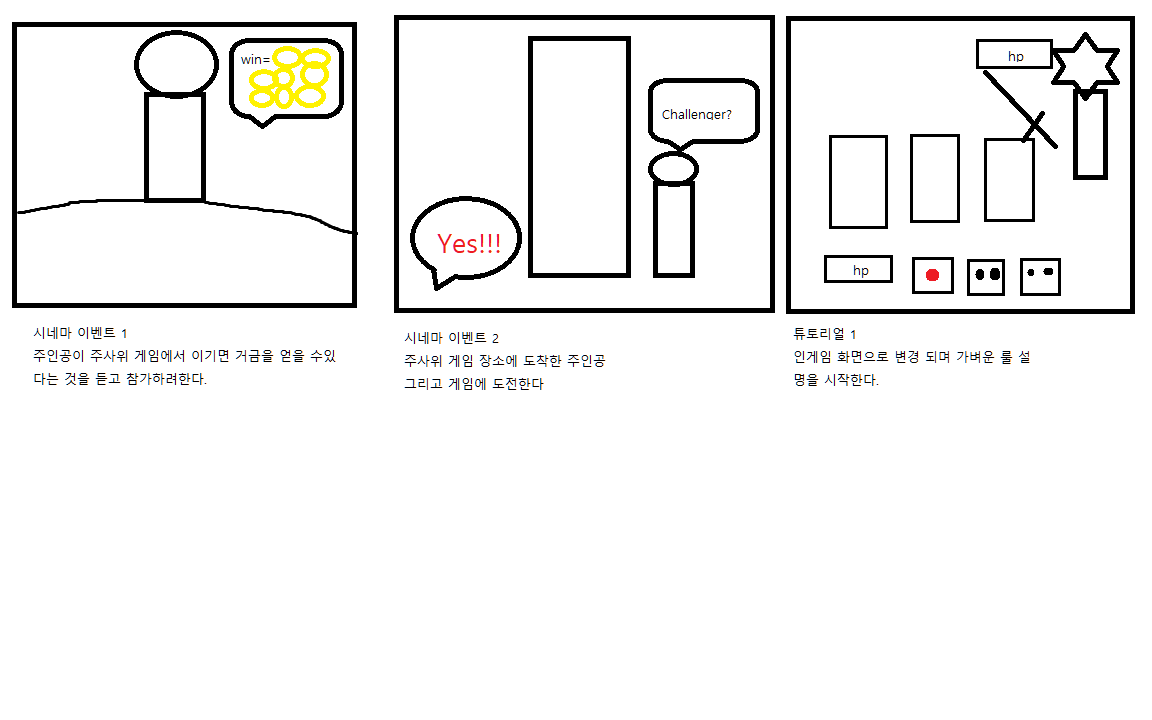 win=
Challenger?
Yes!!!
hp
hp
시네마 이벤트 1
주인공이 주사위 게임에서 이기면 거금을 얻을 수있
다는 것을 듣고 참가하려한다.
시네마 이벤트 2
주사위 게임 장소에 도착한 주인공
그리고 게임에 도전한다
튜토리얼 1
인게임 화면으로 변경 되며 가벼운 룰 설
명을 시작한다.